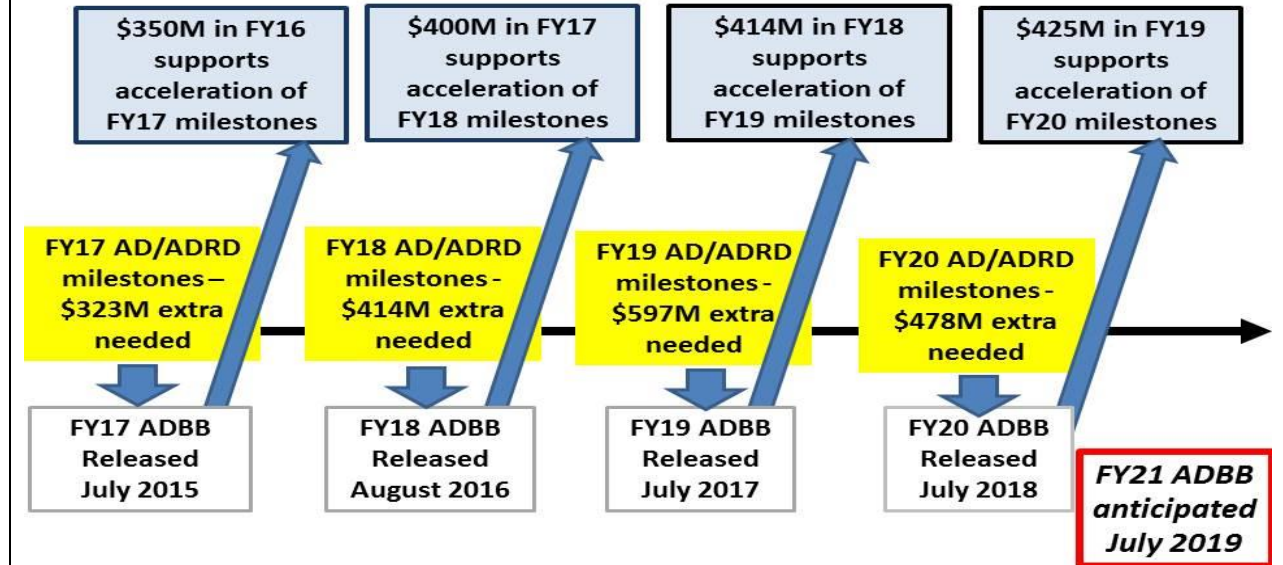 $350M in FY16
supports
acceleration of
FY17 milestones
$400M in FY17
supports
acceleration of
FY18 milestones
$414M in FY18
supports
acceleration of
FY19 milestones
$425M in FY19
supports
acceleration of
FY20 milestones
FY17 AD/ADRD
milestones–
$323M extra
needed
FY18 AD/ADRD
milestones -
$414M extra
needed
FY19 AD/ADRD
milestones-
$597M extra
needed
FY20 AD/ADRD
milestones -
$478M extra
needed
FY17 ADBB
Released
July 2015
FY18 ADBB
Released
August 2016
FY19 ADBB
Released
July 2017
FY20 ADBB
Released
July 2018
FY21 ADBB
anticipated
July 2019